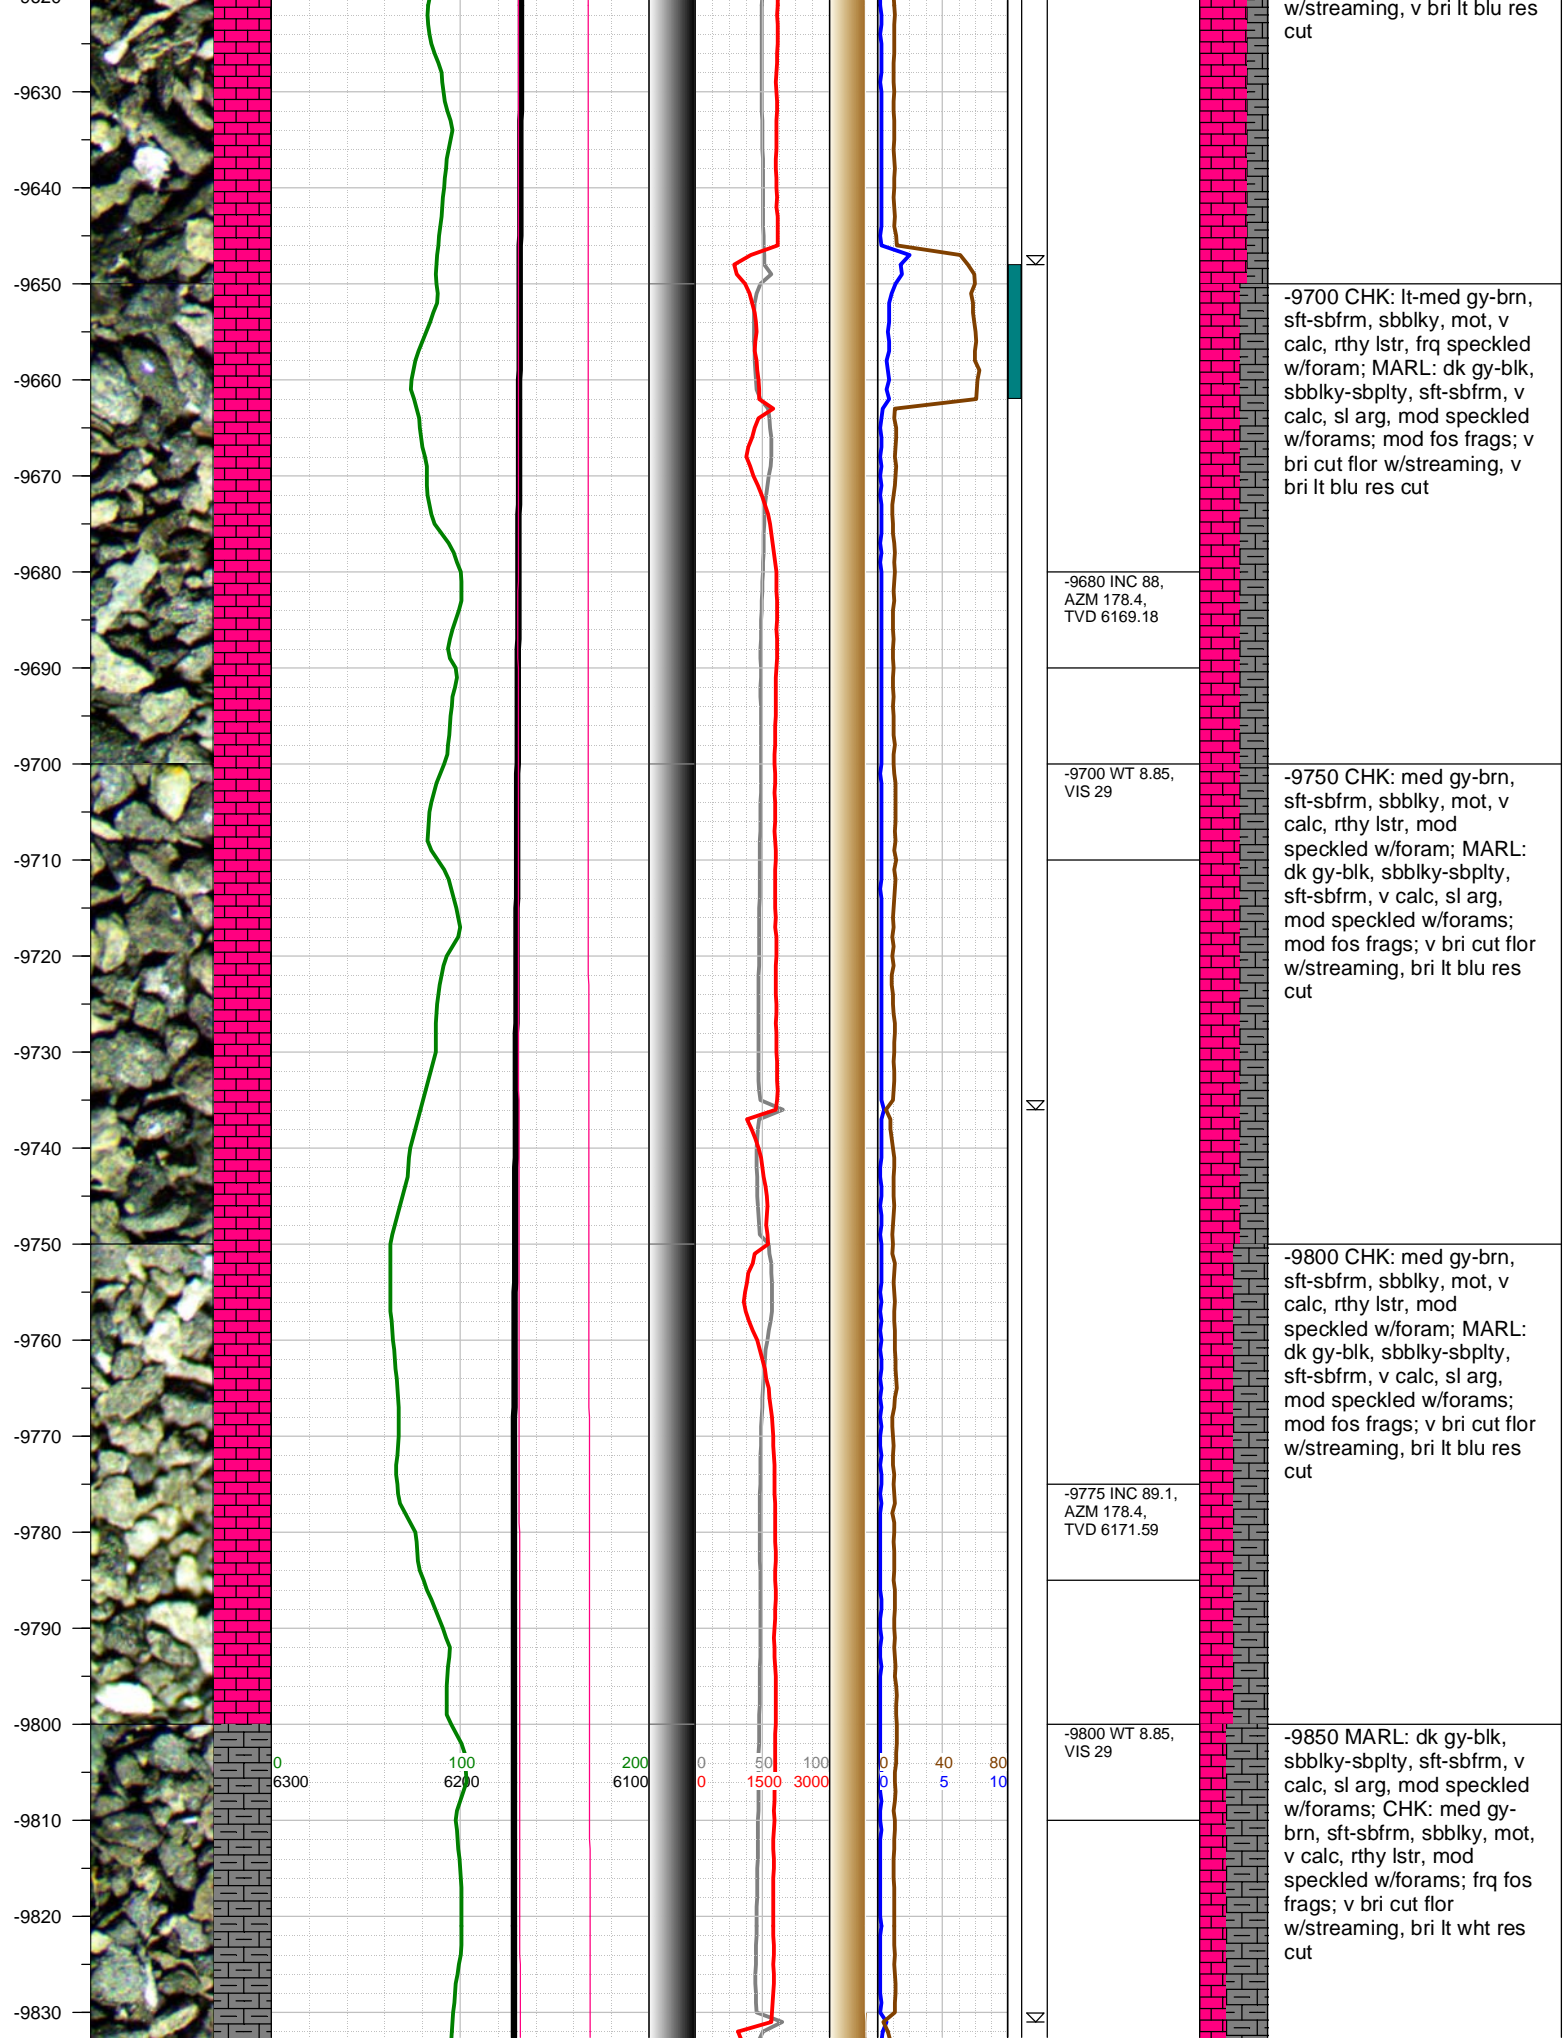 w/streaming, v bri lt blu res
cut
-9630
-9640
-9650
-9700 CHK: lt-med gy-brn,
sft-sbfrm, sbblky, mot, v
calc, rthy lstr, frq speckled
w/foram; MARL: dk gy-blk,
sbblky-sbplty, sft-sbfrm, v
calc, sl arg, mod speckled
w/forams; mod fos frags; v
bri cut flor w/streaming, v
bri lt blu res cut
-9660
-9670
-9680
-9680 INC 88,
AZM 178.4,
TVD 6169.18
-9690
-9700
-9700 WT 8.85,
VIS 29
-9750 CHK: med gy-brn,
sft-sbfrm, sbblky, mot, v
calc, rthy lstr, mod
speckled w/foram; MARL:
dk gy-blk, sbblky-sbplty,
sft-sbfrm, v calc, sl arg,
mod speckled w/forams;
mod fos frags; v bri cut flor
w/streaming, bri lt blu res
cut
-9710
-9720
-9730
-9740
-9750
-9800 CHK: med gy-brn,
sft-sbfrm, sbblky, mot, v
calc, rthy lstr, mod
speckled w/foram; MARL:
dk gy-blk, sbblky-sbplty,
sft-sbfrm, v calc, sl arg,
mod speckled w/forams;
mod fos frags; v bri cut flor
w/streaming, bri lt blu res
cut
-9760
-9770
-9775 INC 89.1,
AZM 178.4,
TVD 6171.59
-9780
-9790
-9800
-9800 WT 8.85,
VIS 29
-9850 MARL: dk gy-blk,
sbblky-sbplty, sft-sbfrm, v
calc, sl arg, mod speckled
w/forams; CHK: med gy-
brn, sft-sbfrm, sbblky, mot,
v calc, rthy lstr, mod
speckled w/forams; frq fos
frags; v bri cut flor
w/streaming, bri lt wht res
cut
0 100 200 0 50 100 0 40 80
6300 6200 6100 0 1500 3000 0 5 10
-9810
-9820
-9830